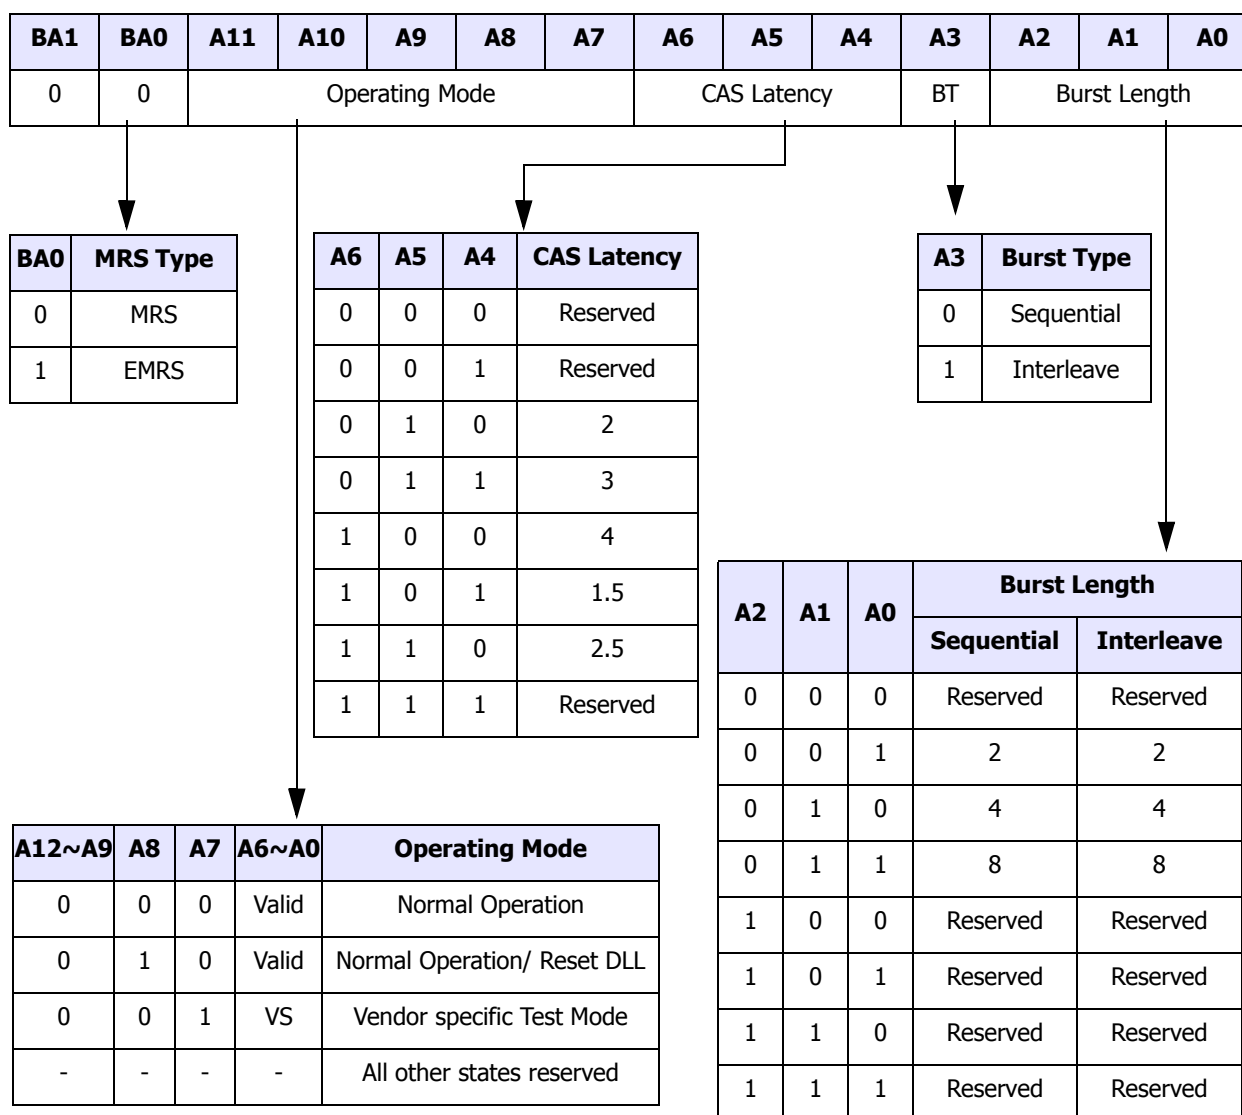 BA1 BA0 A11 A10 A9 A8 A7 A6 A5 A4 A3 A2 A1 A0
0 0 Operating Mode CAS Latency BT Burst Length
BA0 MRS Type
0 MRS
1 EMRS
A6 A5 A4 CAS Latency
0 0 0 Reserved
0 0 1 Reserved
0 1 0 2
0 1 1 3
1 0 0 4
1 0 1 1.5
1 1 0 2.5
1 1 1 Reserved
A3 Burst Type
0 Sequential
1 Interleave
A2 A1 A0 Burst Length
Sequential Interleave
0 0 0 Reserved Reserved
0 0 1 2 2
0 1 0 4 4
0 1 1 8 8
1 0 0 Reserved Reserved
1 0 1 Reserved Reserved
1 1 0 Reserved Reserved
1 1 1 Reserved Reserved
A12~A9 A8 A7 A6~A0 Operating Mode
0 0 0 Valid Normal Operation
0 1 0 Valid Normal Operation/ Reset DLL
0 0 1 VS Vendor specific Test Mode
- - - - All other states reserved